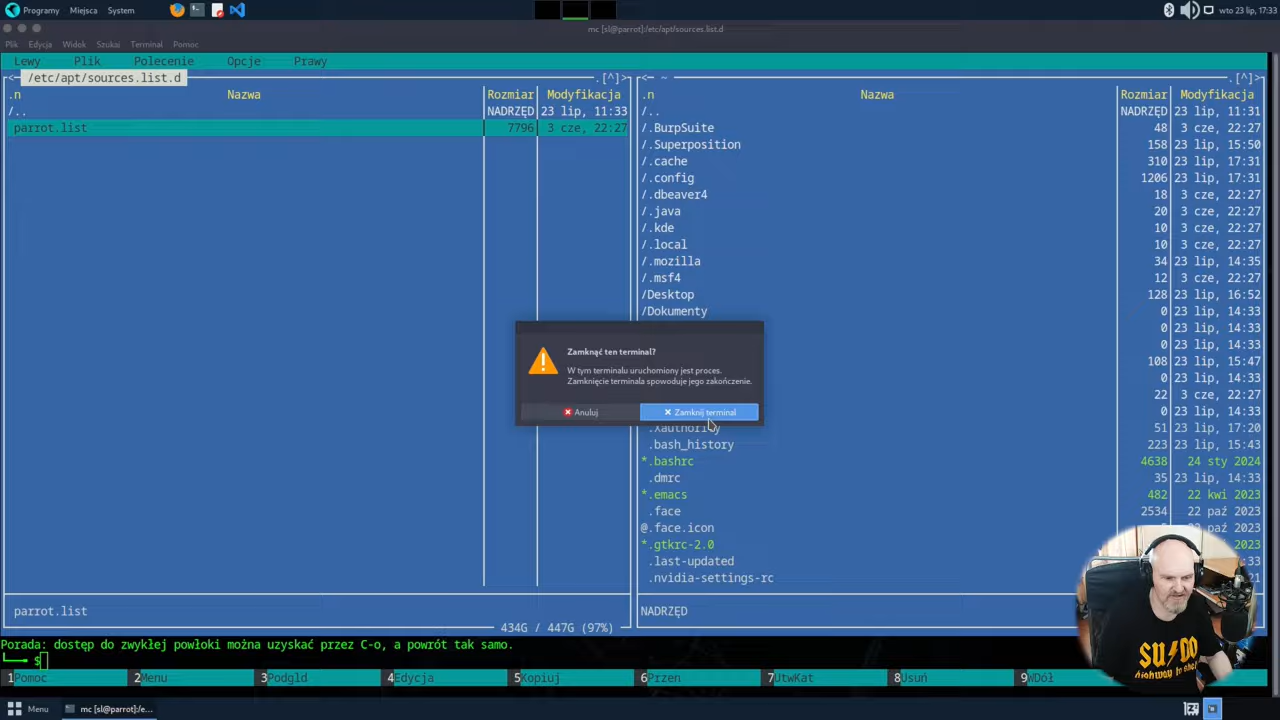 Programy Miejsca System
wto 23 lip, 17:33
mc [sl@parrot]:/etc/apt/sources.list.d
Plik Edycja Widok Szukaj Terminal Pomoc
Lewy Plik Polecenie Opcje Prawy
<─ /etc/apt/sources.list.d .[^]>
.n Nazwa Rozmiar Modyfikacja
/.. NADRZĘD 23 lip, 11:33
parrot.list 7796 3 cze, 22:27
parrot.list
434G / 447G (97%)
<─ ~ .[^]>
.n Nazwa Rozmiar Modyfikacja
/.. NADRZĘD 23 lip, 11:31
/.BurpSuite 48 3 cze, 22:27
/.Superposition 158 23 lip, 15:50
/.cache 310 23 lip, 17:31
/.config 1206 23 lip, 17:31
/.dbeaver4 18 3 cze, 22:27
/.java 20 3 cze, 22:27
/.kde 10 3 cze, 22:27
/.local 10 3 cze, 22:27
/.mozilla 34 23 lip, 14:35
/.msf4 12 3 cze, 22:27
/Desktop 128 23 lip, 16:52
/Dokumenty 0 23 lip, 14:33
0 23 lip, 14:33
0 23 lip, 14:33
108 23 lip, 15:47
0 23 lip, 14:33
22 3 cze, 22:27
0 23 lip, 14:33
.Xauthority 51 23 lip, 17:20
.bash_history 223 23 lip, 15:43
*.bashrc 4638 24 sty 2024
.dmrc 35 23 lip, 14:33
*.emacs 482 22 kwi 2023
.face 2534 22 paź 2023
@.face.icon paź 2023
*.gtkrc-2.0 2023
.last-updated :33
.nvidia-settings-rc 21
NADRZĘD
Zamknąć ten terminal?
W tym terminalu uruchomiony jest proces.
Zamknięcie terminala spowoduje jego zakończenie.
Anuluj Zamknij terminal
Porada: dostęp do zwykłej powłoki można uzyskać przez C-o, a powrót tak samo.
$
1Pomoc 2Menu 3Podgld 4Edycja 5Kopiuj 6Przen 7UtwKat 8Usuń 9WDół
SU DO
highway to shell
Menu mc [sl@parrot]:/e...